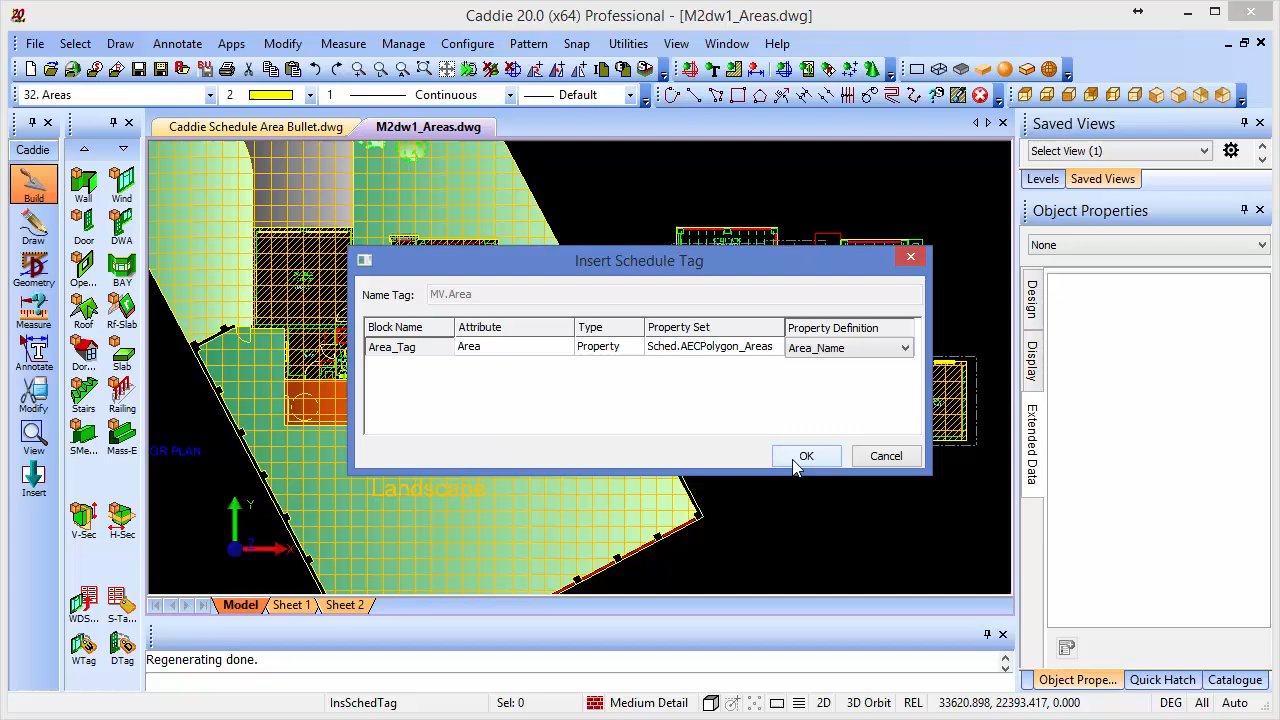 Caddie 20.0 (x64) Professional - [M2dw1_Areas.dwg]
File Select Draw Annotate Apps Modify Measure Manage Configure Pattern Snap Utilities View Window Help
32. Areas 2 1 Continuous Default
Caddie Schedule Area Bullet.dwg M2dw1_Areas.dwg
Caddie
Build
Draw
Geometry
Measure
Annotate
Modify
View
Insert
Wall Wind
Door DWA
Ope... BAY
Roof Rf-Slab
Dec... Slab
Stairs Railing
SMe... Mass-E
V-Sec H-Sec
WDS... S-Ta...
WTag DTag
OR PLAN
Landscape
Y
X
Insert Schedule Tag
Name Tag: MV.Area
Block Name Attribute Type Property Set Property Definition
Area_Tag Area Property Sched.AECPolygon_Areas Area_Name
OK Cancel
Saved Views
Select View (1)
Levels Saved Views
Object Properties
None
Design
Display
Extended Data
Object Prope... Quick Hatch Catalogue
Model Sheet 1 Sheet 2
Regenerating done.
InsSchedTag Sel: 0 Medium Detail 2D 3D Orbit REL 33620.898, 22393.417, 0.000 DEG All Auto